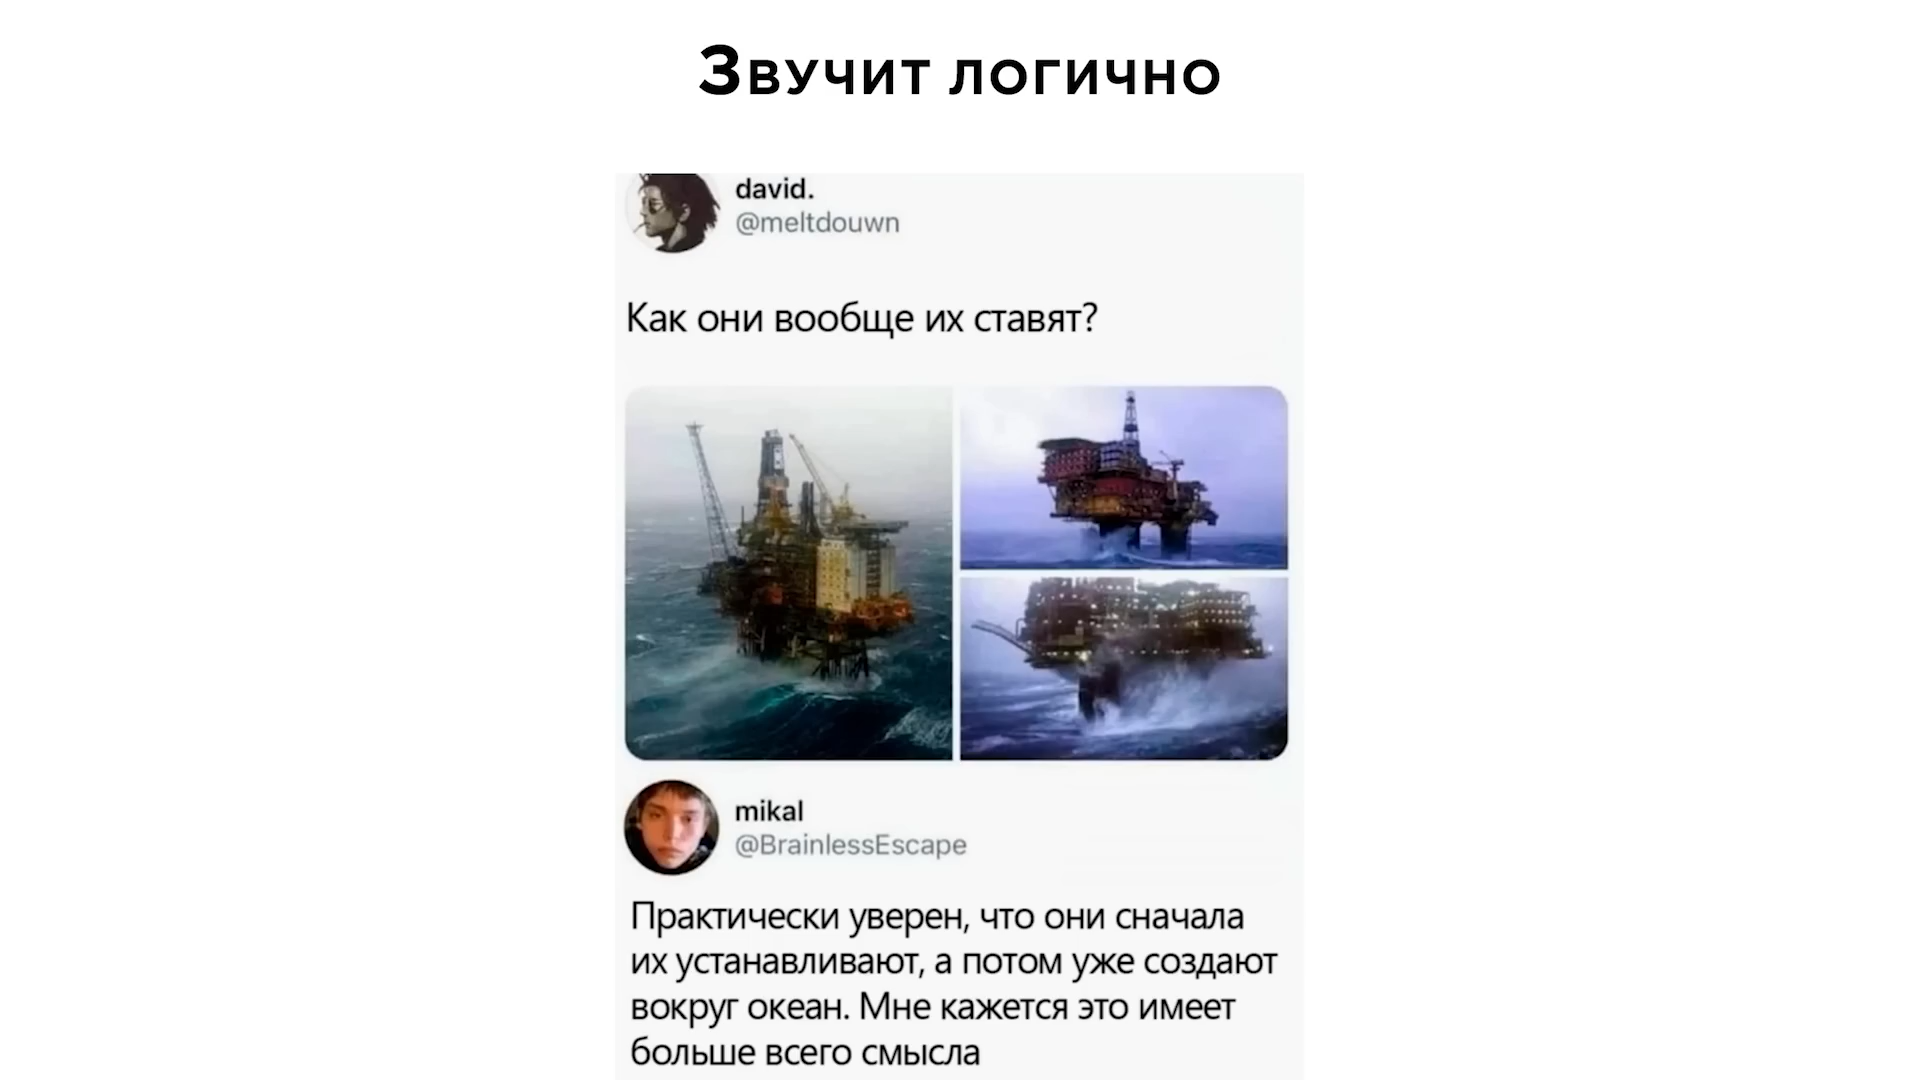 Звучит логично
david.
@meltdouwn
Как они вообще их ставят?
mikal
@BrainlessEscape
Практически уверен, что они сначала
их устанавливают, а потом уже создают
вокруг океан. Мне кажется это имеет
больше всего смысла